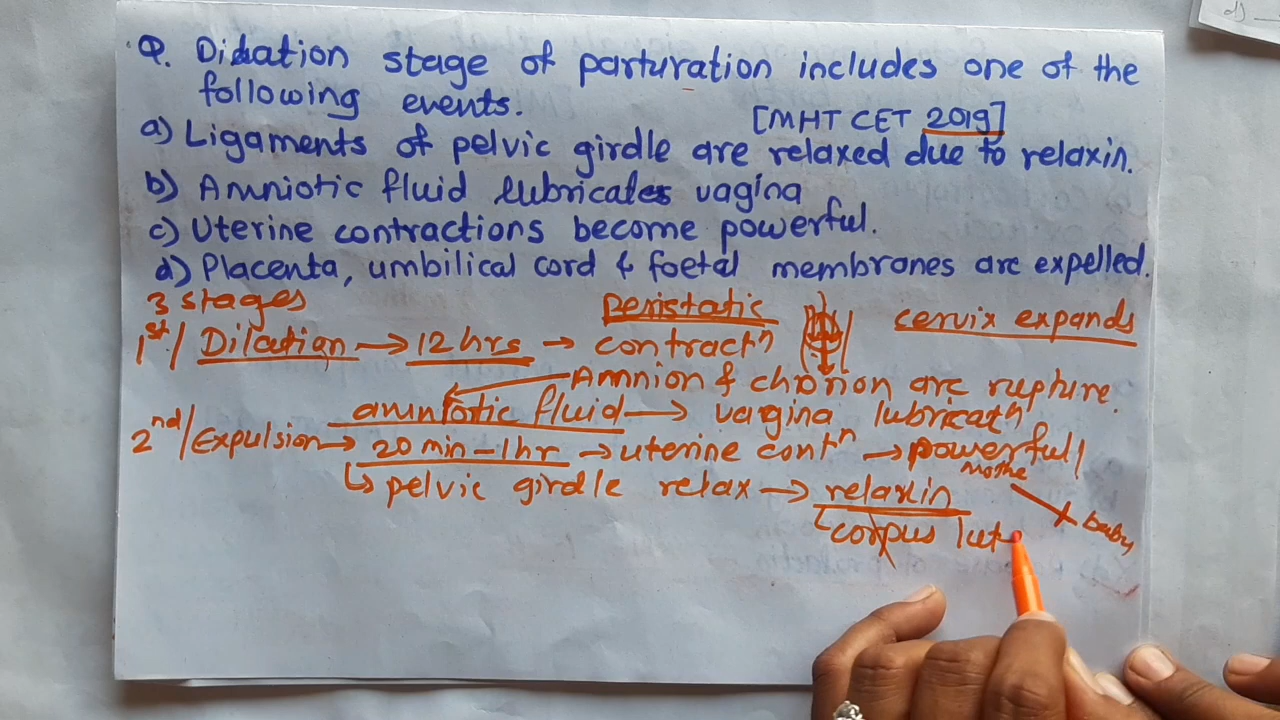 Q. Dilation stage of parturation includes one of the
following events.
[MHT CET 2019]
a) Ligaments of pelvic girdle are relaxed due to relaxin.
b) Amniotic fluid lubricates vagina
c) Uterine contractions become powerful.
d) Placenta, umbilical cord & foetal membranes are expelled.
3 stages
1st / Dilation → 12 hrs → peristatic contractn cervix expands
Amnion & chorion are rupture.
amniotic fluid → vagina lubricatn
2nd / Expulsion → 20 min - 1 hr → uterine contn → powerful
↳ pelvic girdle relax → relaxin
mothe
baby
↳ corpus lut
d)